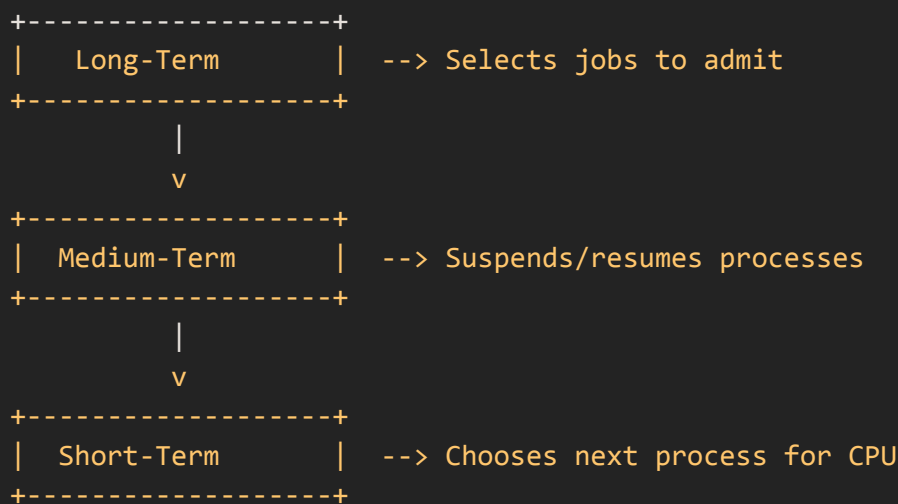 +-------------------+
|   Long-Term       |  --> Selects jobs to admit
+-------------------+
          |
          v
+-------------------+
|  Medium-Term      |  --> Suspends/resumes processes
+-------------------+
          |
          v
+-------------------+
|  Short-Term       |  --> Chooses next process for CPU
+-------------------+